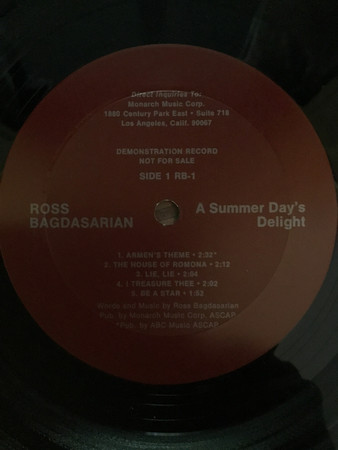 Direct Inquiries To:
Monarch Music Corp.
1880 Century Park East • Suite 718
Los Angeles, Calif. 90067
DEMONSTRATION RECORD
NOT FOR SALE
SIDE 1 RB-1
ROSS BAGDASARIAN
A Summer Day's Delight
1. ARMEN'S THEME • 2:32*
2. THE HOUSE OF ROMONA • 2:12
3. LIE, LIE • 2:04
4. I TREASURE THEE • 2:02
5. BE A STAR • 1:53
Words and Music by Ross Bagdasarian
Pub. by Monarch Music Corp. ASCAP
*Pub. by ABC Music ASCAP